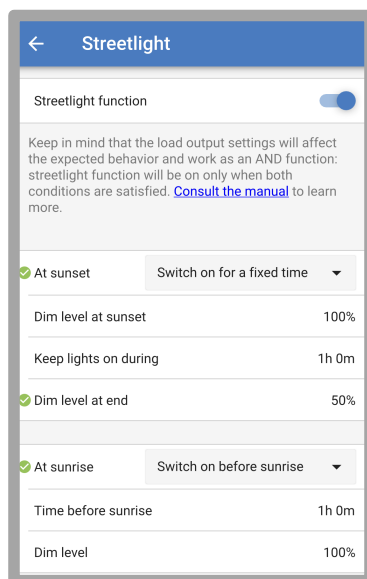 Streetlight
Streetlight function
Keep in mind that the load output settings will affect
the expected behavior and work as an AND function:
streetlight function will be on only when both
conditions are satisfied. Consult the manual to learn
more.
At sunset Switch on for a fixed time
Dim level at sunset 100%
Keep lights on during 1h 0m
Dim level at end 50%
At sunrise Switch on before sunrise
Time before sunrise 1h 0m
Dim level 100%